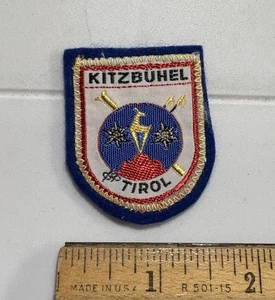 KITZBÜHEL
TIROL
1 2
MADE IN U.S.A. R 501-15